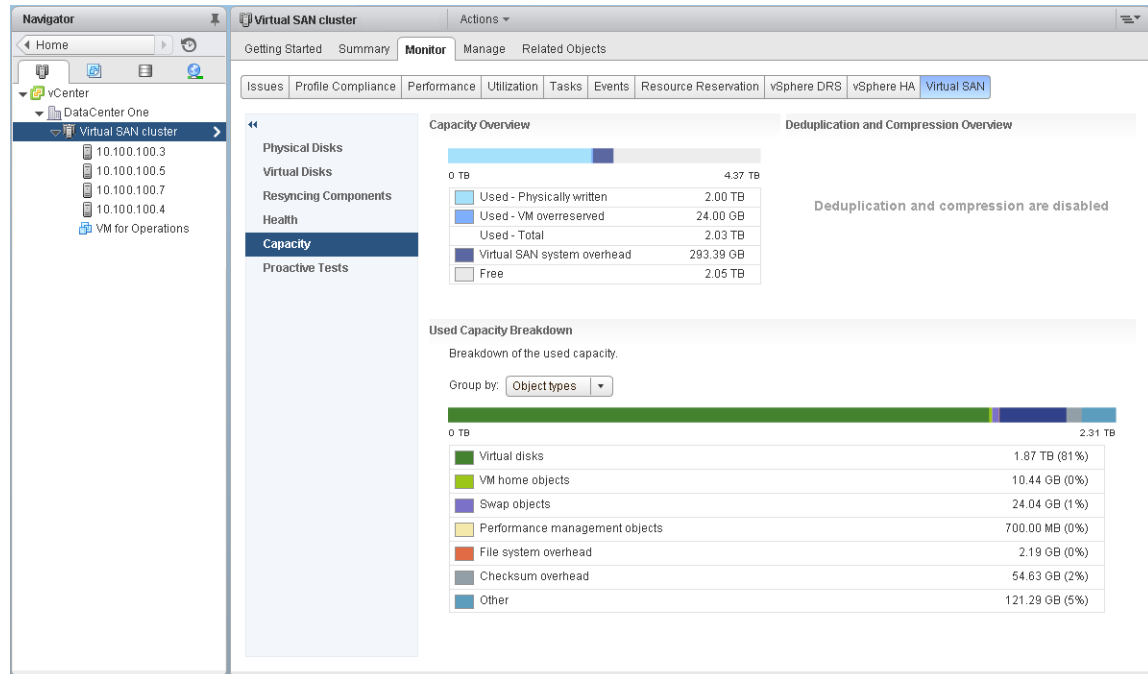 Navigator
Home
vCenter
DataCenter One
Virtual SAN cluster
10.100.100.3
10.100.100.5
10.100.100.7
10.100.100.4
VM for Operations
Virtual SAN cluster Actions
Getting Started Summary Monitor Manage Related Objects
Issues Profile Compliance Performance Utilization Tasks Events Resource Reservation vSphere DRS vSphere HA Virtual SAN
Physical Disks
Virtual Disks
Resyncing Components
Health
Capacity
Proactive Tests
Capacity Overview
0 TB 4.37 TB
Used - Physically written 2.00 TB
Used - VM overreserved 24.00 GB
Used - Total 2.03 TB
Virtual SAN system overhead 293.39 GB
Free 2.05 TB
Deduplication and Compression Overview
Deduplication and compression are disabled
Used Capacity Breakdown
Breakdown of the used capacity.
Group by: Object types
0 TB 2.31 TB
Virtual disks 1.87 TB (81%)
VM home objects 10.44 GB (0%)
Swap objects 24.04 GB (1%)
Performance management objects 700.00 MB (0%)
File system overhead 2.19 GB (0%)
Checksum overhead 54.63 GB (2%)
Other 121.29 GB (5%)